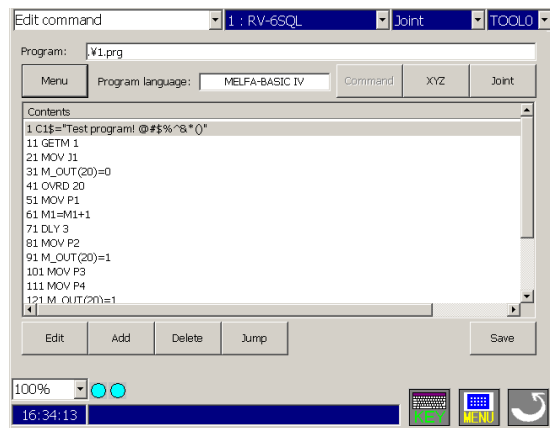 Edit command 1 : RV-6SQL Joint TOOL0
Program: .¥1.prg
Menu Program language: MELFA-BASIC IV Command XYZ Joint
Contents
1 C1$="Test program! @#$%^&*()"
11 GETM 1
21 MOV J1
31 M_OUT(20)=0
41 OVRD 20
51 MOV P1
61 M1=M1+1
71 DLY 3
81 MOV P2
91 M_OUT(20)=1
101 MOV P3
111 MOV P4
121 M_OUT(20)=1
Edit Add Delete Jump Save
100%
16:34:13 KEY MENU